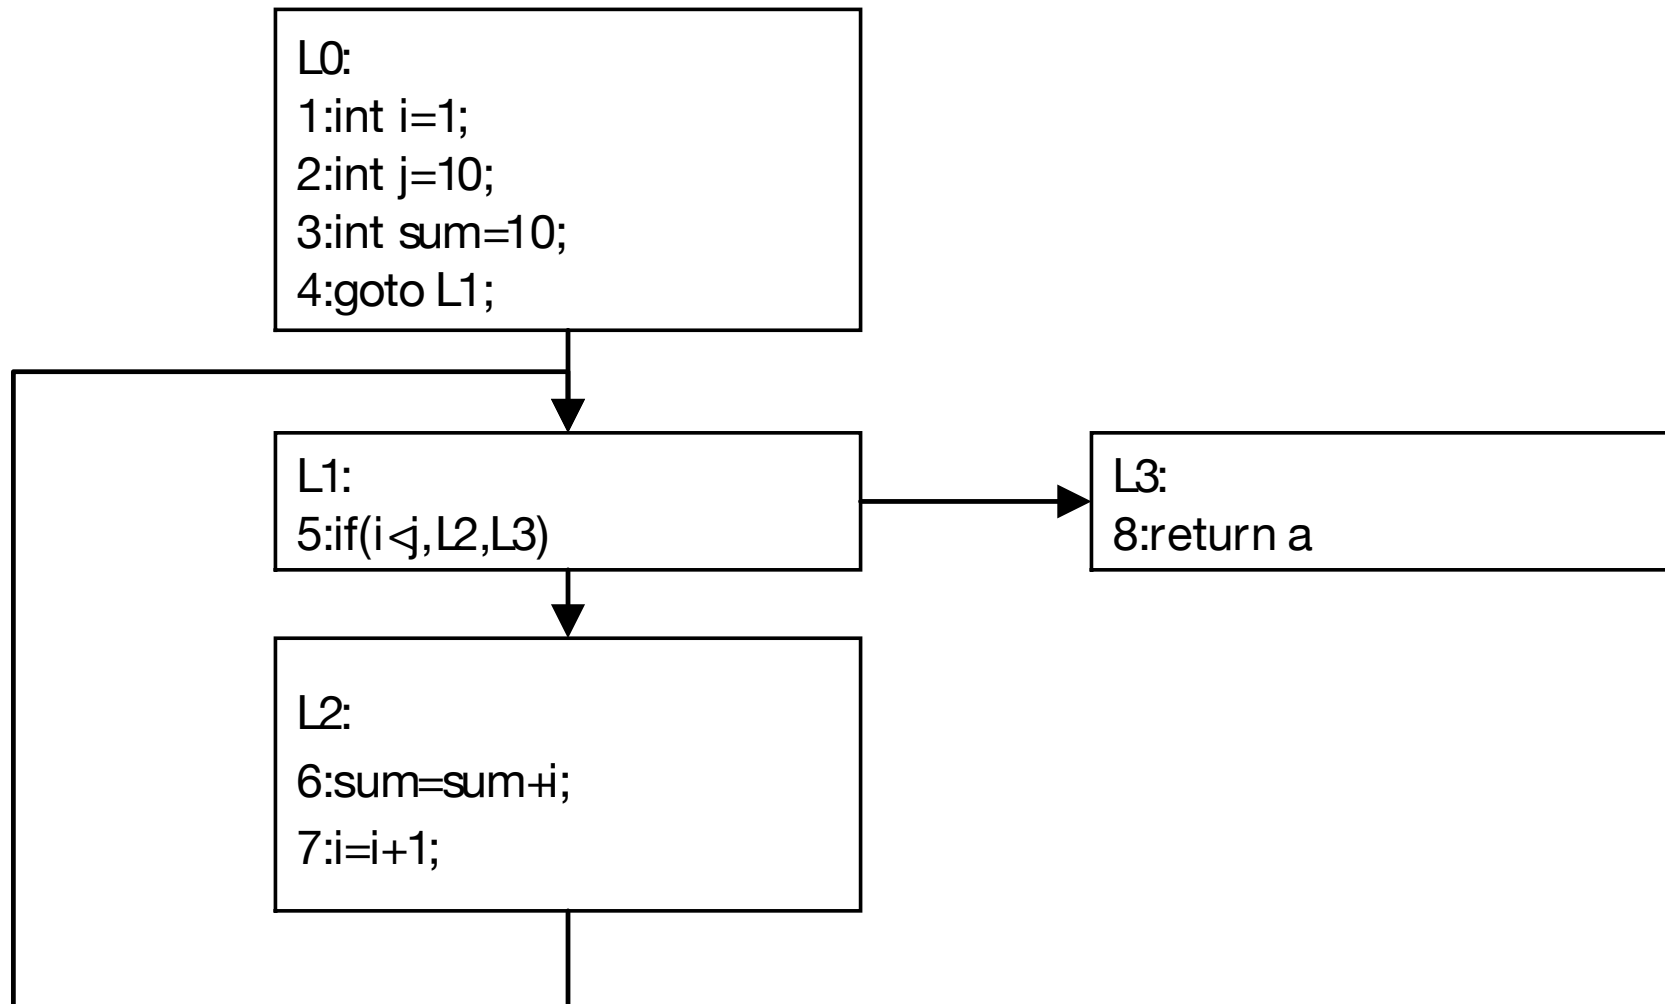 L0:
1:int i=1;
2:int j=10;
3:int sum=10;
4:goto L1;
L1:
5:if(i<j,L2,L3)
L3:
8:return a
L2:
6:sum=sum+i;
7:i=i+1;